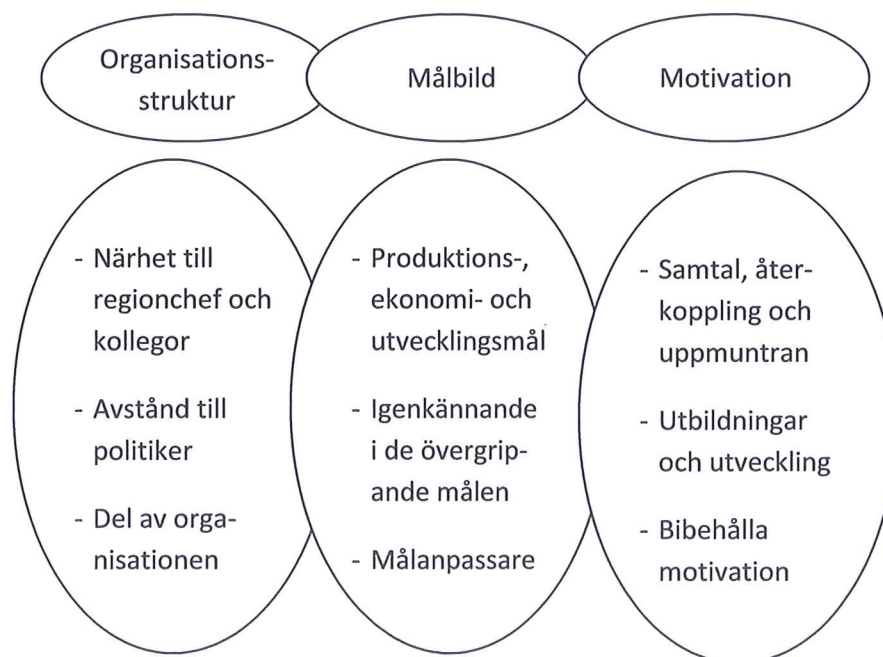 Organisations-
struktur
Målbild
Motivation
- Närhet till
regionchef och
kollegor
- Avstånd till
politiker
- Del av orga-
nisationen
- Produktions-,
ekonomi- och
utvecklingsmål
- Igenkännande
i de övergrip-
ande målen
- Målanpassare
- Samtal, åter-
koppling och
uppmuntran
- Utbildningar
och utveckling
- Bibehålla
motivation